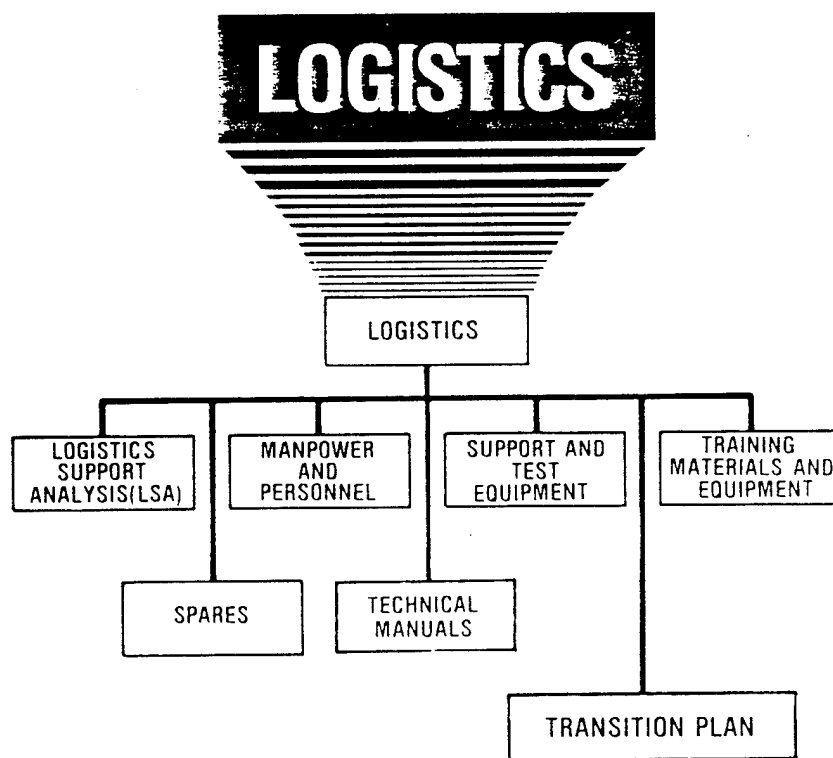 LOGISTICS
LOGISTICS
LOGISTICS
SUPPORT
ANALYSIS(LSA)
MANPOWER
AND
PERSONNEL
SUPPORT AND
TEST
EQUIPMENT
TRAINING
MATERIALS AND
EQUIPMENT
SPARES
TECHNICAL
MANUALS
TRANSITION PLAN